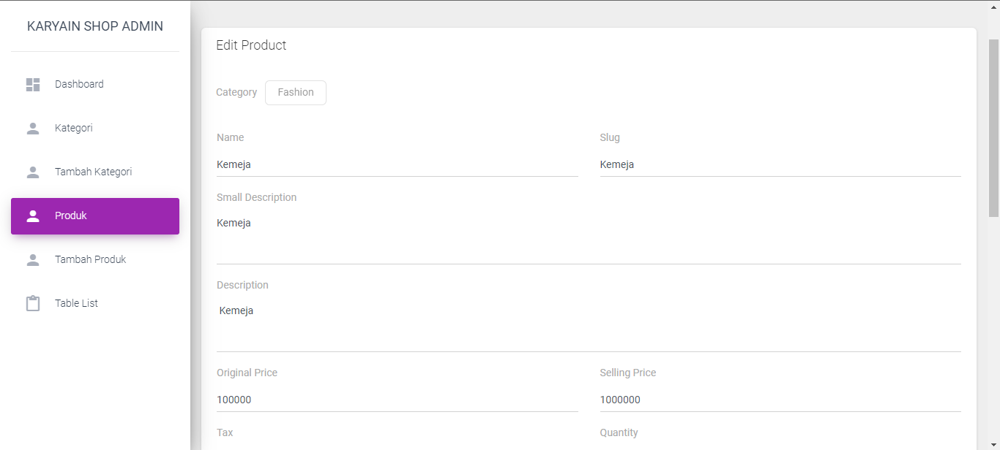 KARYAIN SHOP ADMIN
Dashboard
Kategori
Tambah Kategori
Produk
Tambah Produk
Table List
Edit Product
Category Fashion
Name Slug
Kemeja Kemeja
Small Description
Kemeja
Description
Kemeja
Original Price Selling Price
100000 1000000
Tax Quantity